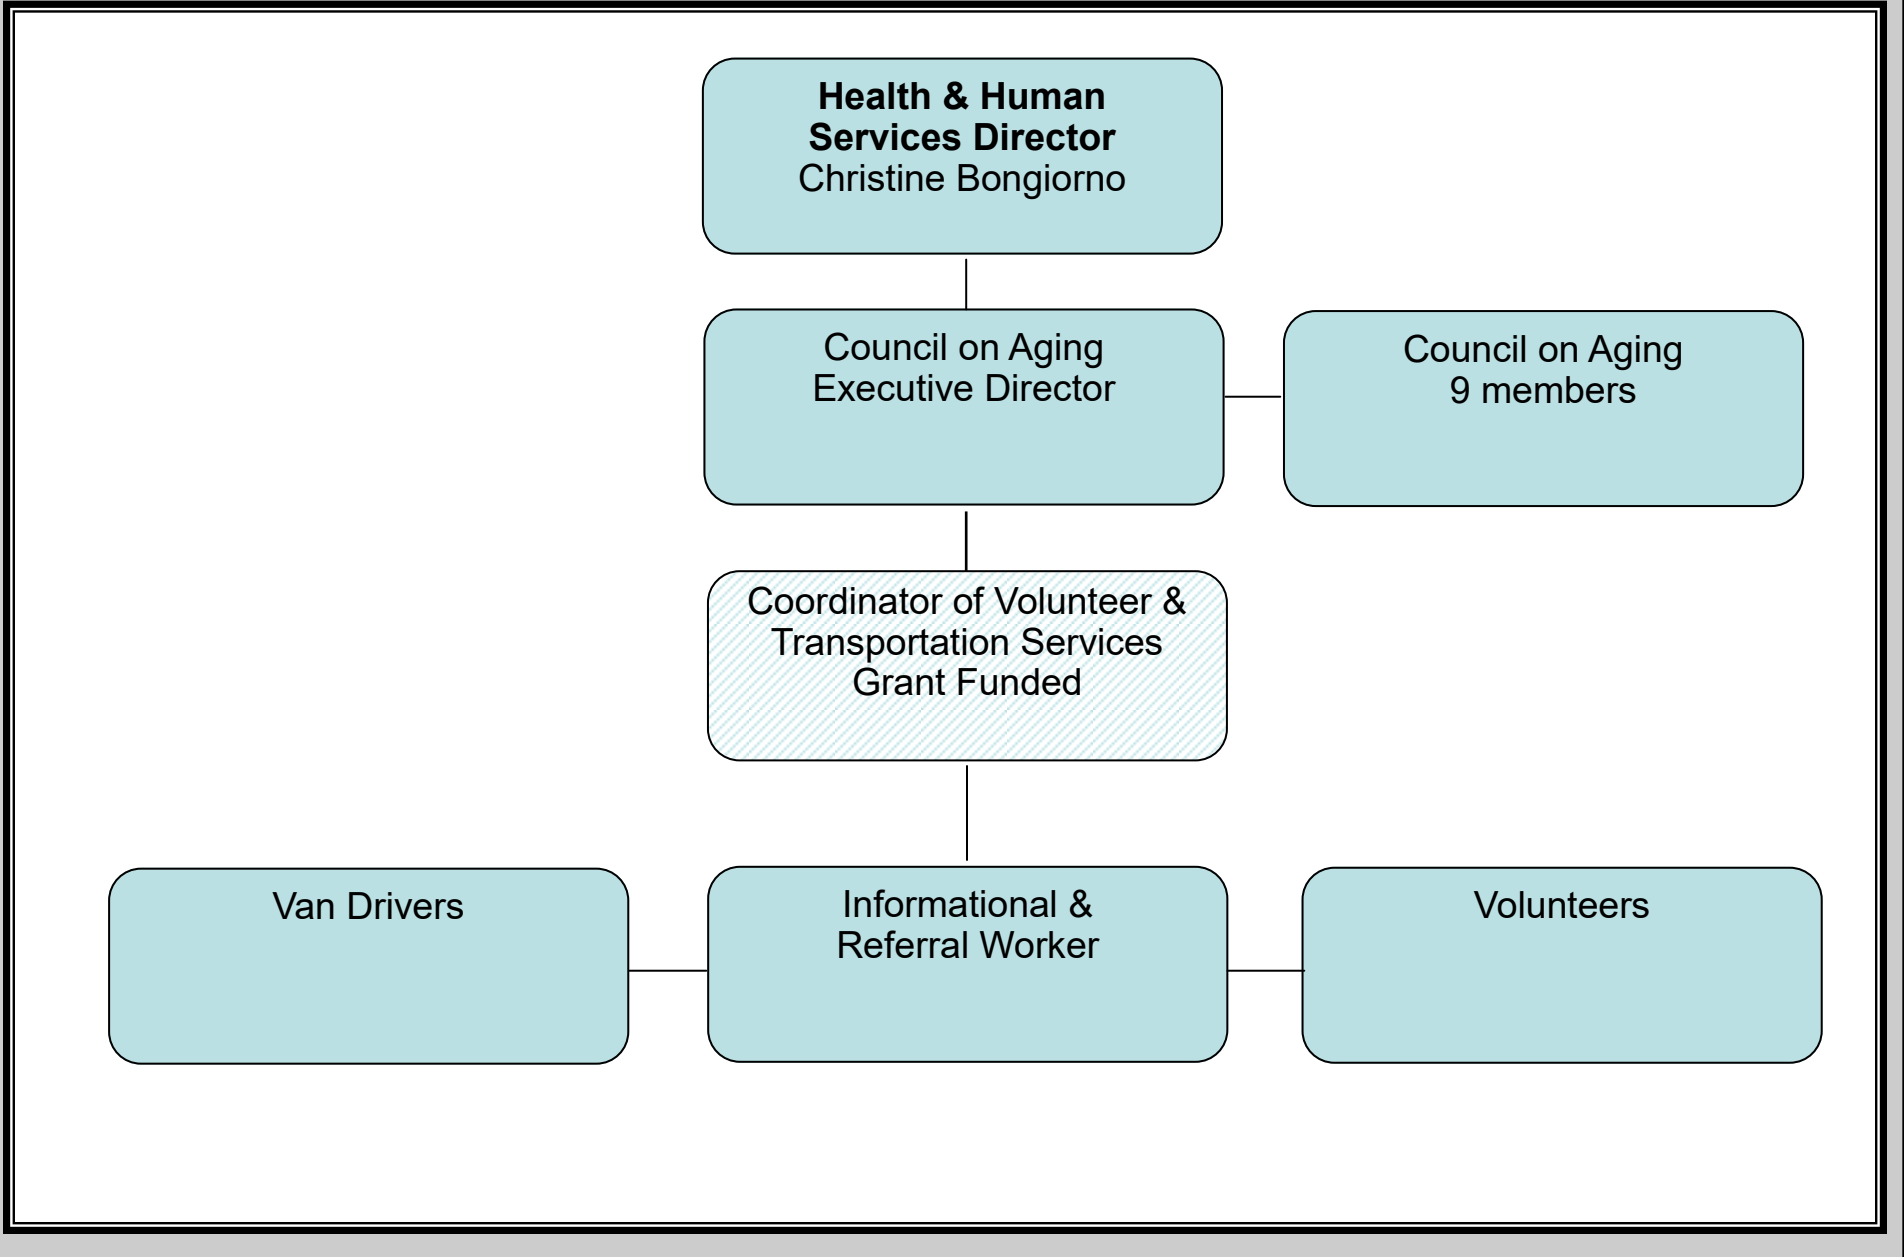 Health & Human
Services Director
Christine Bongiorno
Council on Aging
Executive Director
Council on Aging
9 members
Coordinator of Volunteer &
Transportation Services
Grant Funded
Van Drivers
Informational &
Referral Worker
Volunteers